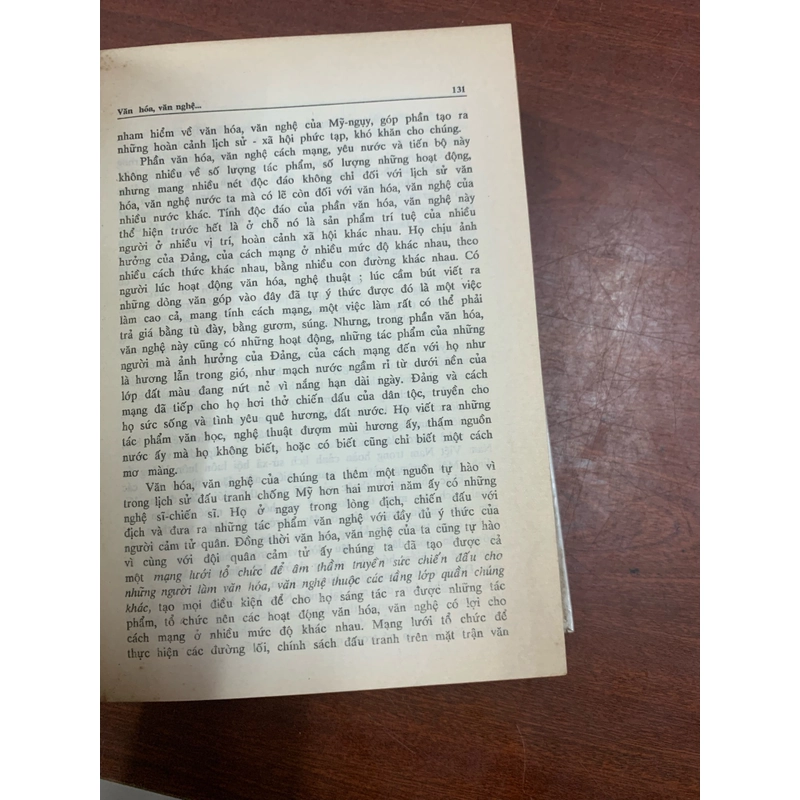 Văn hóa, văn nghệ...
131
nham hiểm về văn hóa, văn nghệ của Mỹ-ngụy, góp phần tạo ra
những hoàn cảnh lịch sử - xã hội phức tạp, khó khăn cho chúng.
Phần văn hóa, văn nghệ cách mạng, yêu nước và tiến bộ này
không nhiều về số lượng tác phẩm, số lượng những hoạt động,
nhưng mang nhiều nét độc đáo không chỉ đối với lịch sử văn
hóa, văn nghệ nước ta mà có lẽ còn đối với văn hóa, văn nghệ của
nhiều nước khác. Tính độc đáo của phần văn hóa, văn nghệ này
thể hiện trước hết là ở chỗ nó là sản phẩm trí tuệ của nhiều
người ở nhiều vị trí, hoàn cảnh xã hội khác nhau. Họ chịu ảnh
hưởng của Đảng, của cách mạng ở nhiều mức độ khác nhau, theo
nhiều cách thức khác nhau, bằng nhiều con đường khác nhau. Có
người lúc hoạt động văn hóa, nghệ thuật ; lúc cầm bút viết ra
những dòng văn góp vào đây đã tự ý thức được đó là một việc
làm cao cả, mang tính cách mạng, một việc làm rất có thể phải
trả giá bằng tù đày, bằng gươm, súng. Nhưng, trong phần văn hóa,
văn nghệ này cũng có những hoạt động, những tác phẩm của những
người mà ảnh hưởng của Đảng, của cách mạng đến với họ như
là hương lẫn trong gió, như mạch nước ngầm rỉ từ dưới nền của
lớp đất màu đang nứt nẻ vì nắng hạn dài ngày. Đảng và cách
mạng đã tiếp cho họ hơi thở chiến đấu của dân tộc, truyền cho
họ sức sống và tình yêu quê hương, đất nước. Họ viết ra những
tác phẩm văn học, nghệ thuật đượm mùi hương ấy, thấm nguồn
nước ấy mà họ không biết, hoặc có biết cũng chỉ biết một cách
mơ màng.
Văn hóa, văn nghệ của chúng ta thêm một nguồn tự hào vì
trong lịch sử đấu tranh chống Mỹ hơn hai mươi năm ấy có những
nghệ sĩ-chiến sĩ. Họ ở ngay trong lòng địch, chiến đấu với
địch và đưa ra những tác phẩm văn nghệ với đầy đủ ý thức của
người cảm tử quân. Đồng thời văn hóa, văn nghệ của ta cũng tự hào
vì cùng với đội quân cảm tử ấy chúng ta đã tạo được cả
một mạng lưới tổ chức để âm thầm truyền sức chiến đấu cho
những người làm văn hóa, văn nghệ thuộc các tầng lớp quần chúng
khác, tạo mọi điều kiện để cho họ sáng tác ra được những tác
phẩm, tổ chức nên các hoạt động văn hóa, văn nghệ có lợi cho
cách mạng ở nhiều mức độ khác nhau. Mạng lưới tổ chức để
thực hiện các đường lối, chính sách đấu tranh trên mặt trận văn